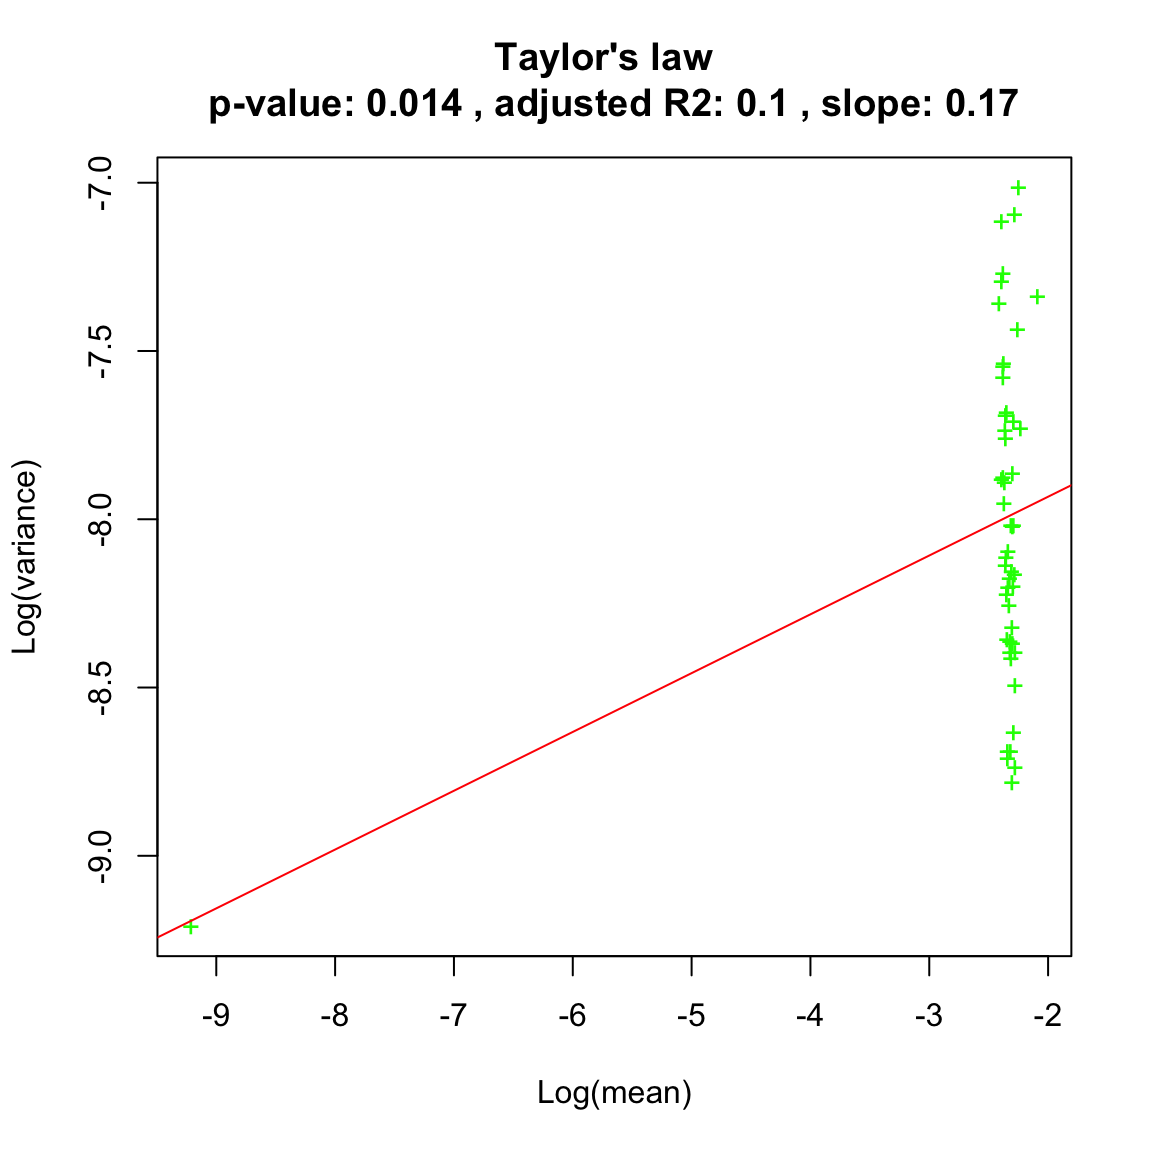 Taylor's law
p-value: 0.014 , adjusted R2: 0.1 , slope: 0.17
-7.0
-7.5
-8.0
-8.5
-9.0
Log(variance)
-9 -8 -7 -6 -5 -4 -3 -2
Log(mean)